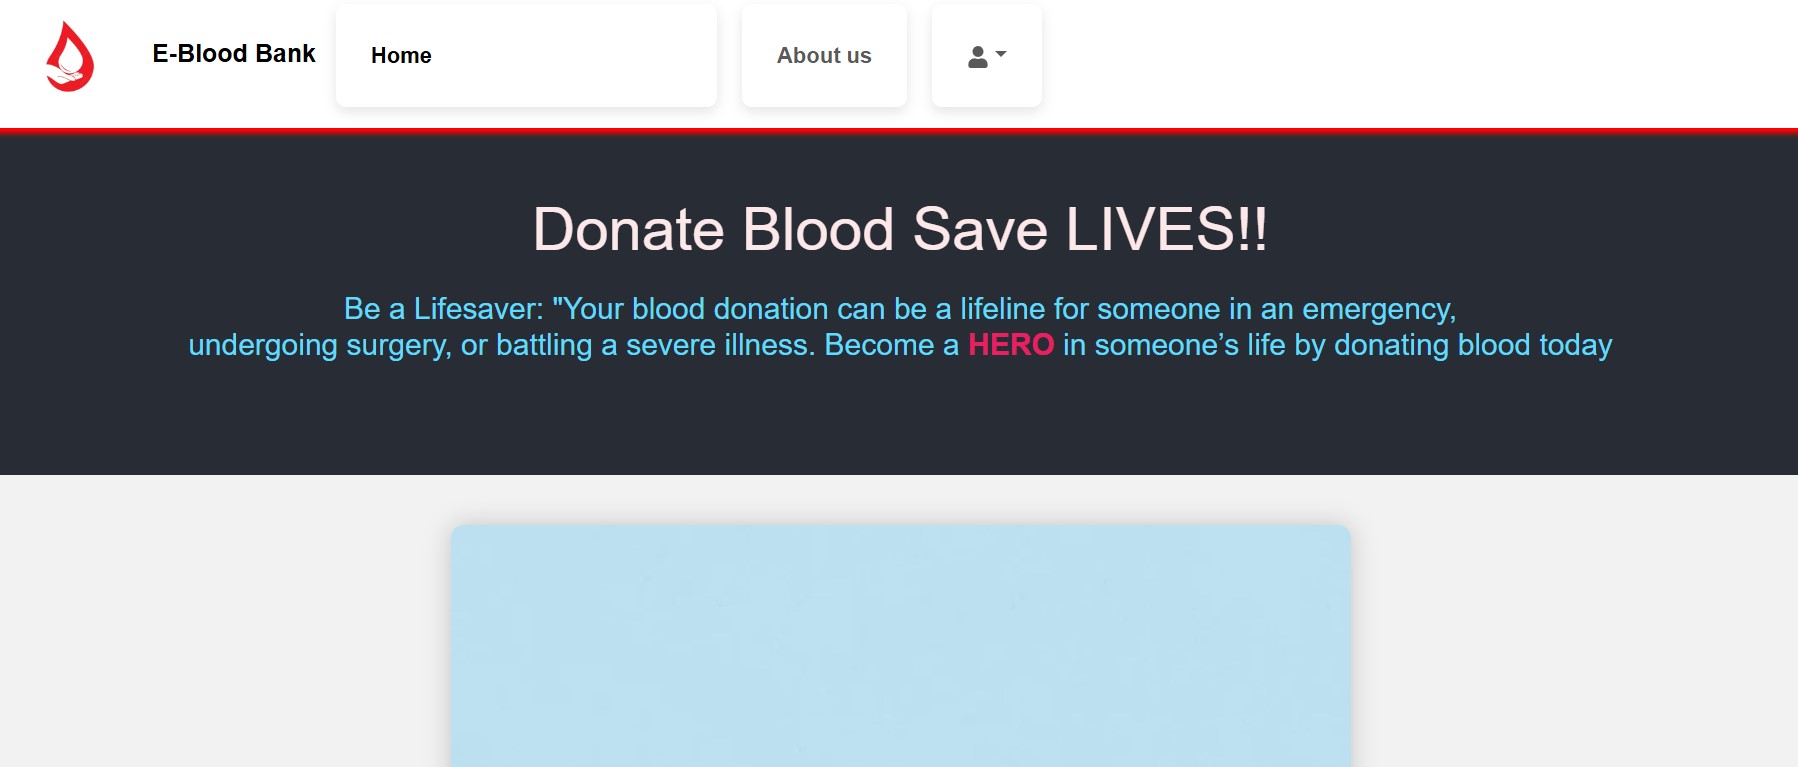 E-Blood Bank
Home
About us
Donate Blood Save LIVES!!
Be a Lifesaver: "Your blood donation can be a lifeline for someone in an emergency,
undergoing surgery, or battling a severe illness. Become a HERO in someone’s life by donating blood today